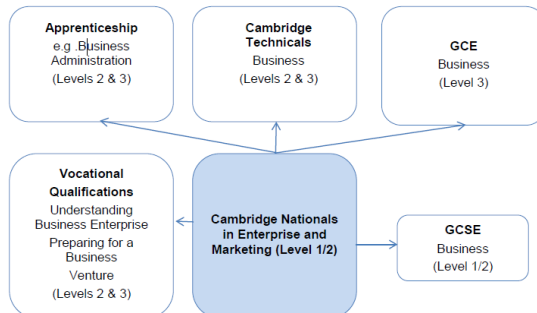 Apprenticeship
e.g .Business
Administration
(Levels 2 & 3)
Cambridge
Technicals
Business
(Levels 2 & 3)
GCE
Business
(Level 3)
Vocational
Qualifications
Understanding
Business Enterprise
Preparing for a
Business
Venture
(Levels 2 & 3)
Cambridge Nationals
in Enterprise and
Marketing (Level 1/2)
GCSE
Business
(Level 1/2)